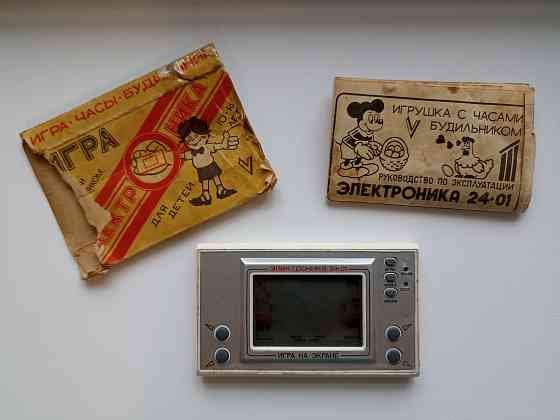 ИГРА·ЧАСЫ·БУДИЛЬНИК
ИГРА
ЭЛЕКТРОНИКА
ДЛЯ ДЕТЕЙ
ИГРУШКА С ЧАСАМИ
БУДИЛЬНИКОМ
РУКОВОДСТВО ПО ЭКСПЛУАТАЦИИ
ЭЛЕКТРОНИКА 24-01
ЭЛЕКТРОНИКА 24-01
ИГРА НА ЭКРАНЕ